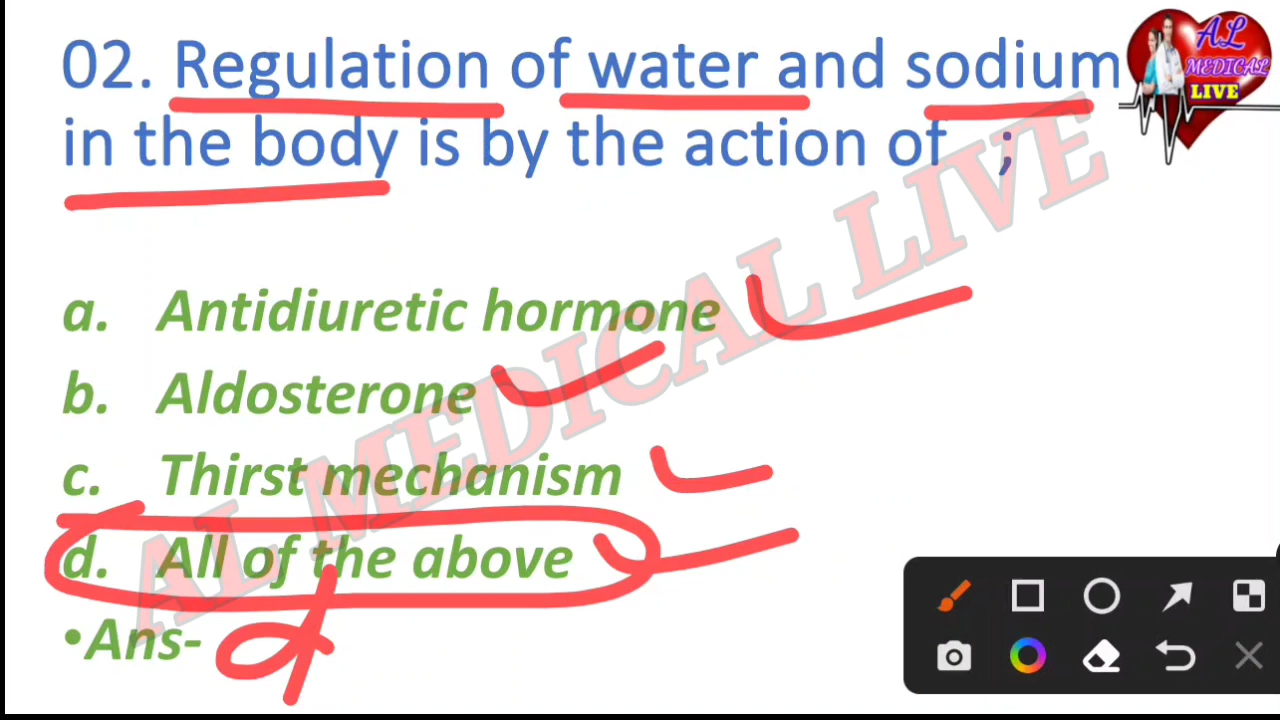 02. Regulation of water and sodium
in the body is by the action of ;
a. Antidiuretic hormone
b. Aldosterone
c. Thirst mechanism
d. All of the above
•Ans- d
AL MEDICAL LIVE
AL
MEDICAL
LIVE